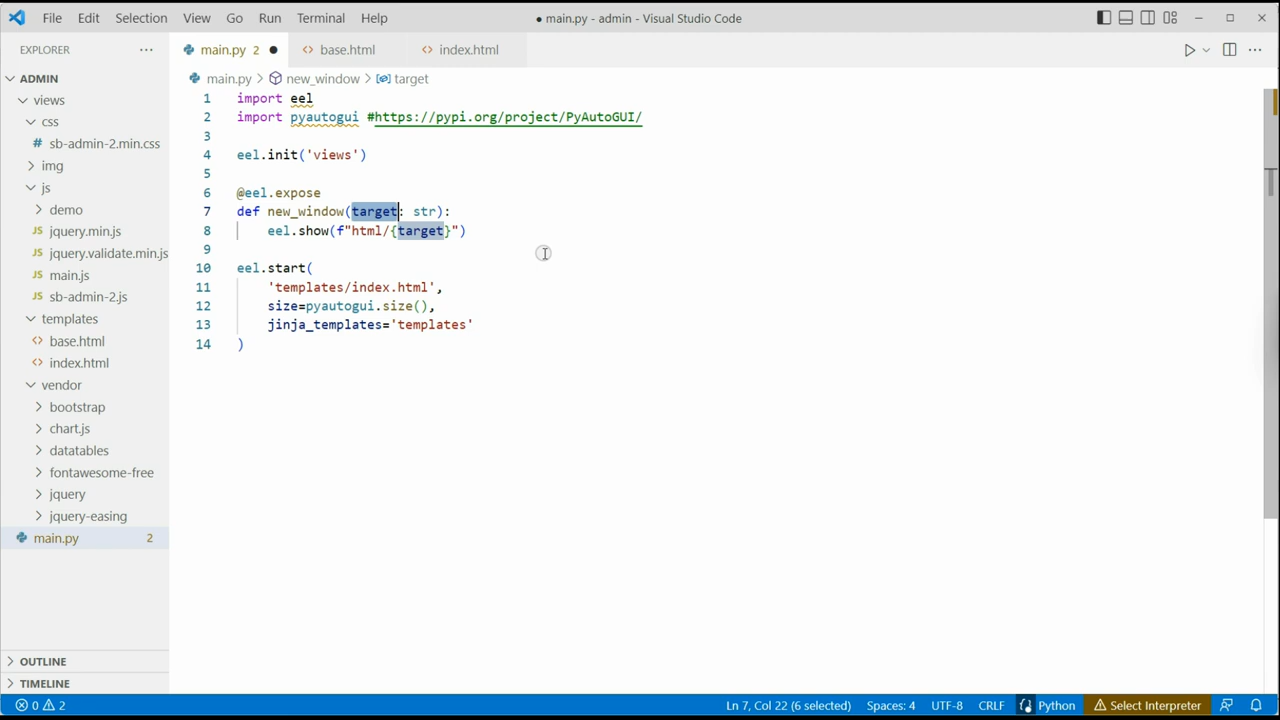 File Edit Selection View Go Run Terminal Help ● main.py - admin - Visual Studio Code
EXPLORER ··· main.py 2 ● base.html index.html
ADMIN main.py > new_window > target
views
css
sb-admin-2.min.css
img
js
demo
jquery.min.js
jquery.validate.min.js
main.js
sb-admin-2.js
templates
base.html
index.html
vendor
bootstrap
chart.js
datatables
fontawesome-free
jquery
jquery-easing
main.py 2
OUTLINE
TIMELINE
1 import eel
2 import pyautogui #https://pypi.org/project/PyAutoGUI/
3
4 eel.init('views')
5
6 @eel.expose
7 def new_window(target: str):
8 eel.show(f"html/{target}")
9
10 eel.start(
11 'templates/index.html',
12 size=pyautogui.size(),
13 jinja_templates='templates'
14 )
0 2 Ln 7, Col 22 (6 selected) Spaces: 4 UTF-8 CRLF Python Select Interpreter